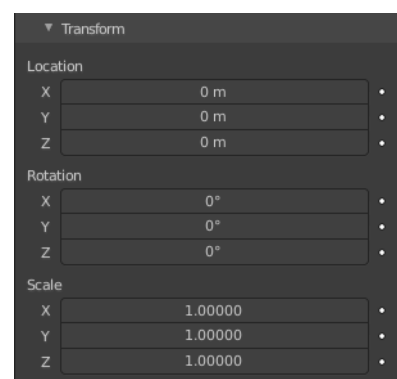 Transform
Location
X 0 m
Y 0 m
Z 0 m
Rotation
X 0°
Y 0°
Z 0°
Scale
X 1.00000
Y 1.00000
Z 1.00000